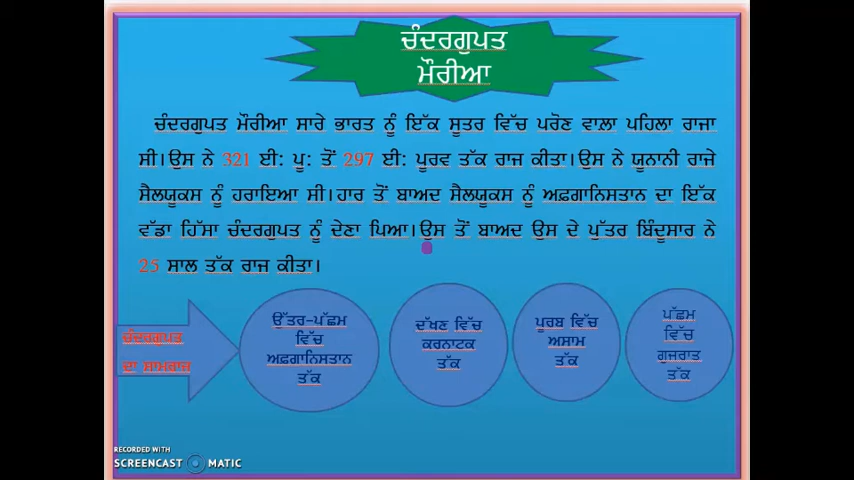 ਚੰਦਰਗੁਪਤ
ਮੌਰੀਆ
ਚੰਦਰਗੁਪਤ ਮੌਰੀਆ ਸਾਰੇ ਭਾਰਤ ਨੂੰ ਇੱਕ ਸੂਤਰ ਵਿੱਚ ਪਰੋਣ ਵਾਲਾ ਪਹਿਲਾ ਰਾਜਾ
ਸੀ।ਉਸ ਨੇ 321 ਈ: ਪੂ: ਤੋਂ 297 ਈ: ਪੂਰਵ ਤੱਕ ਰਾਜ ਕੀਤਾ।ਉਸ ਨੇ ਯੂਨਾਨੀ ਰਾਜੇ
ਸੈਲਯੂਕਸ ਨੂੰ ਹਰਾਇਆ ਸੀ।ਹਾਰ ਤੋਂ ਬਾਅਦ ਸੈਲਯੂਕਸ ਨੂੰ ਅਫ਼ਗਾਨਿਸਤਾਨ ਦਾ ਇੱਕ
ਵੱਡਾ ਹਿੱਸਾ ਚੰਦਰਗੁਪਤ ਨੂੰ ਦੇਣਾ ਪਿਆ।ਉਸ ਤੋਂ ਬਾਅਦ ਉਸ ਦੇ ਪੁੱਤਰ ਬਿੰਦੂਸਾਰ ਨੇ
25 ਸਾਲ ਤੱਕ ਰਾਜ ਕੀਤਾ।
ਚੰਦਰਗੁਪਤ
ਦਾ ਸਾਮਰਾਜ
ਉੱਤਰ-ਪੱਛਮ
ਵਿੱਚ
ਅਫ਼ਗਾਨਿਸਤਾਨ
ਤੱਕ
ਦੱਖਣ ਵਿੱਚ
ਕਰਨਾਟਕ
ਤੱਕ
ਪੂਰਬ ਵਿੱਚ
ਅਸਾਮ
ਤੱਕ
ਪੱਛਮ
ਵਿੱਚ
ਗੁਜਰਾਤ
ਤੱਕ
RECORDED WITH
SCREENCAST MATIC